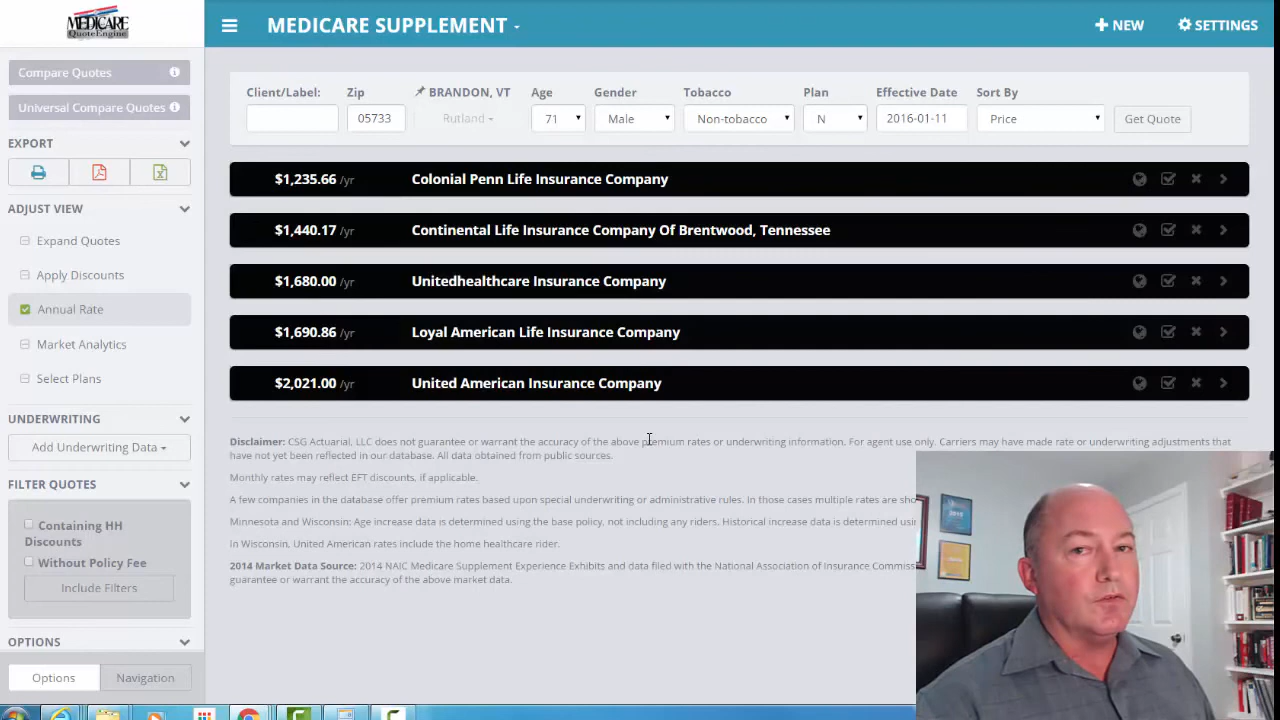 MEDICARE
QuoteEngine
MEDICARE SUPPLEMENT
NEW
SETTINGS
Compare Quotes
Universal Compare Quotes
EXPORT
ADJUST VIEW
Expand Quotes
Apply Discounts
Annual Rate
Market Analytics
Select Plans
UNDERWRITING
Add Underwriting Data
FILTER QUOTES
Containing HH
Discounts
Without Policy Fee
Include Filters
OPTIONS
Options
Navigation
Client/Label: Zip BRANDON, VT Age Gender Tobacco Plan Effective Date Sort By
05733 Rutland 71 Male Non-tobacco N 2016-01-11 Price Get Quote
$1,235.66 /yr Colonial Penn Life Insurance Company
$1,440.17 /yr Continental Life Insurance Company Of Brentwood, Tennessee
$1,680.00 /yr Unitedhealthcare Insurance Company
$1,690.86 /yr Loyal American Life Insurance Company
$2,021.00 /yr United American Insurance Company
Disclaimer: CSG Actuarial, LLC does not guarantee or warrant the accuracy of the above premium rates or underwriting information. For agent use only. Carriers may have made rate or underwriting adjustments that
have not yet been reflected in our database. All data obtained from public sources.
Monthly rates may reflect EFT discounts, if applicable.
A few companies in the database offer premium rates based upon special underwriting or administrative rules. In those cases multiple rates are
Minnesota and Wisconsin: Age increase data is determined using the base policy, not including any riders. Historical increase data is determined
In Wisconsin, United American rates include the home healthcare rider.
2014 Market Data Source: 2014 NAIC Medicare Supplement Experience Exhibits and data filed with the National Association of Insurance
guarantee or warrant the accuracy of the above market data.